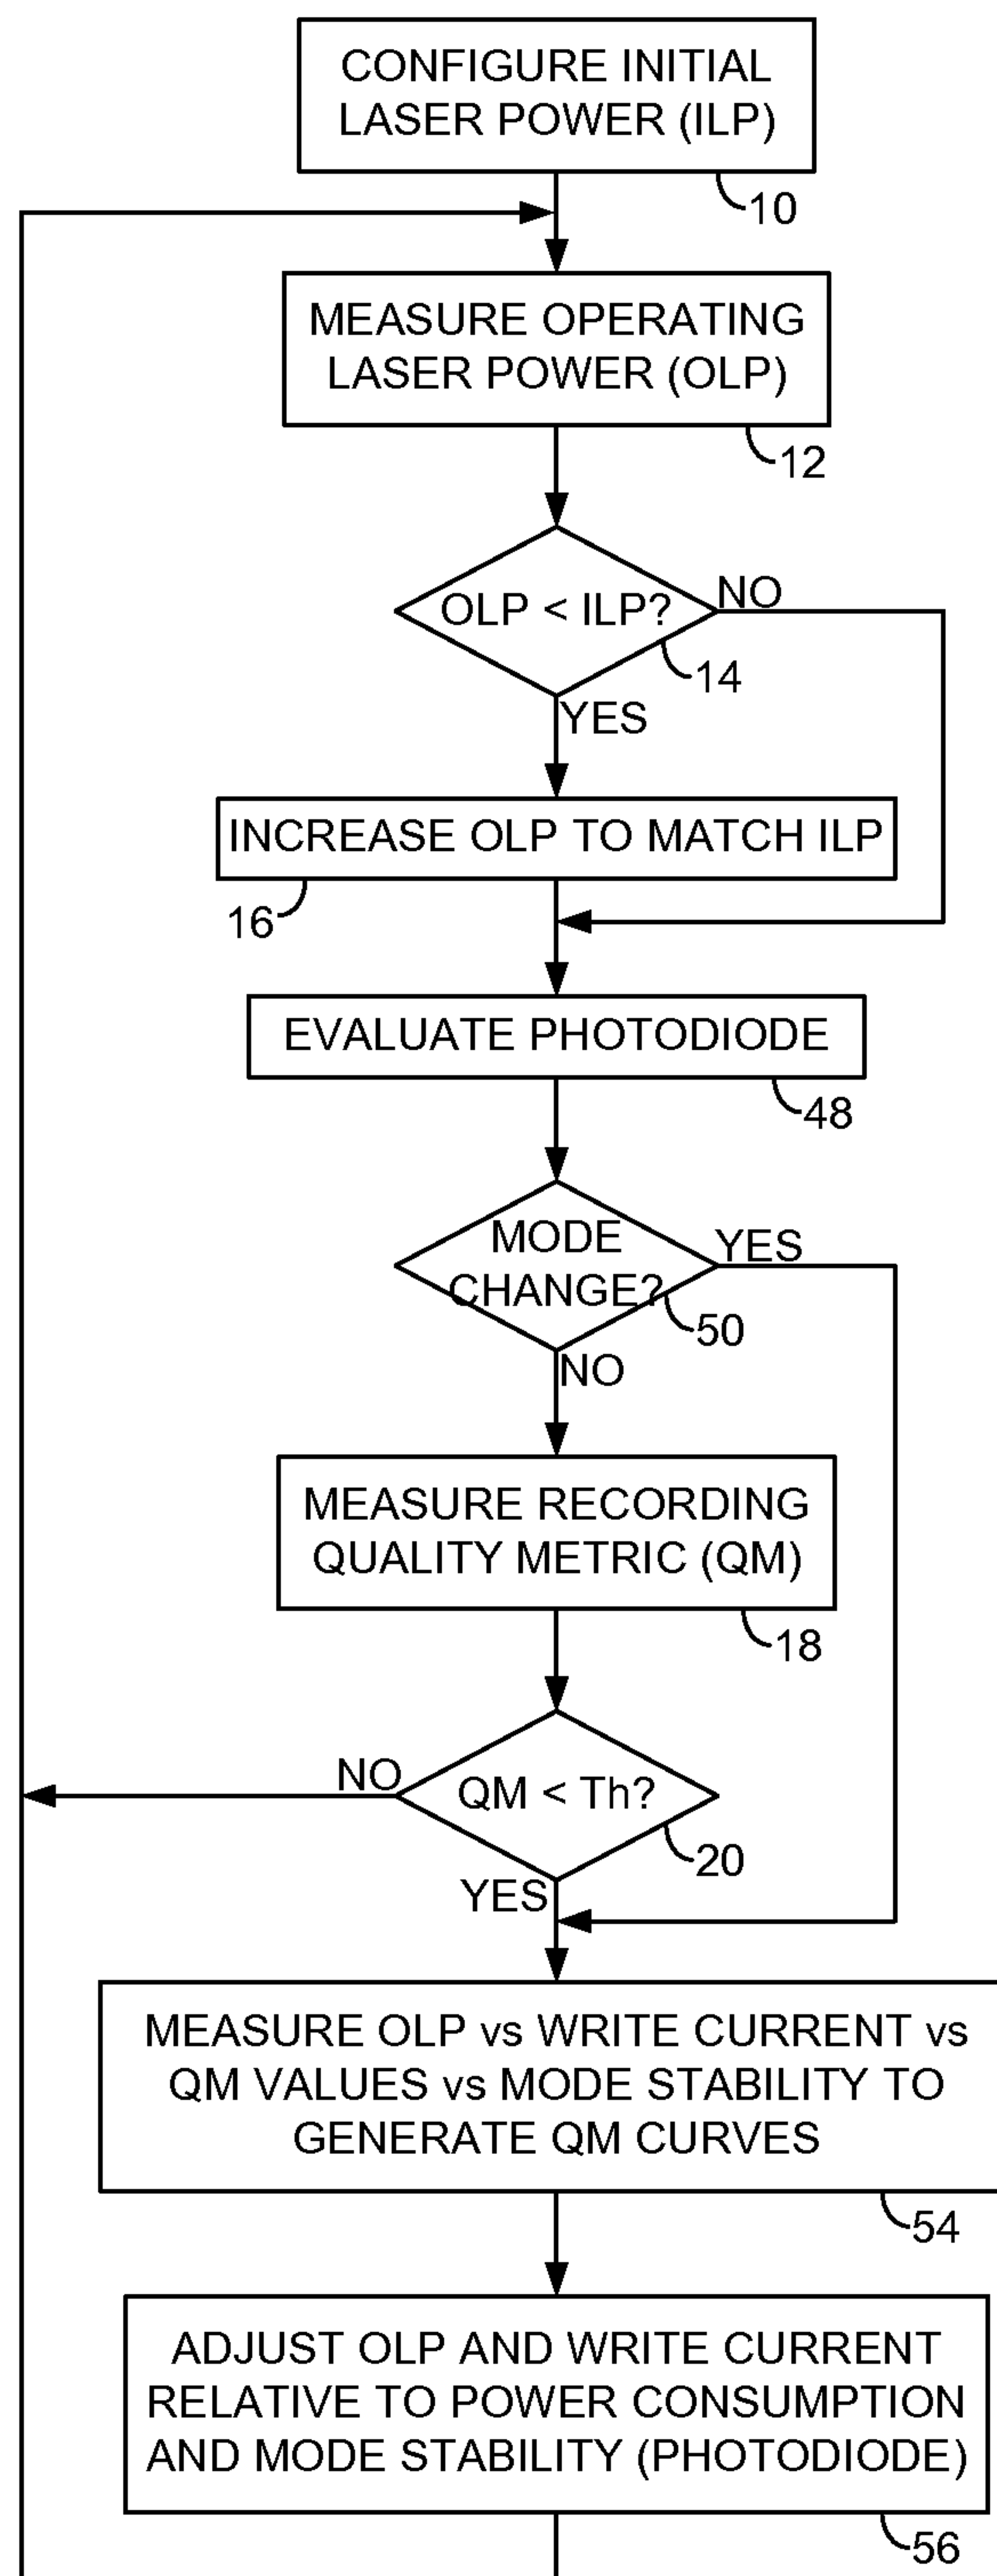 CONFIGURE INITIAL
LASER POWER (ILP)
10
MEASURE OPERATING
LASER POWER (OLP)
12
OLP < ILP?
NO
14
YES
INCREASE OLP TO MATCH ILP
16
EVALUATE PHOTODIODE
48
MODE
CHANGE?
YES
50
NO
MEASURE RECORDING
QUALITY METRIC (QM)
18
NO
QM < Th?
20
YES
MEASURE OLP vs WRITE CURRENT vs
QM VALUES vs MODE STABILITY TO
GENERATE QM CURVES
54
ADJUST OLP AND WRITE CURRENT
RELATIVE TO POWER CONSUMPTION
AND MODE STABILITY (PHOTODIODE)
56